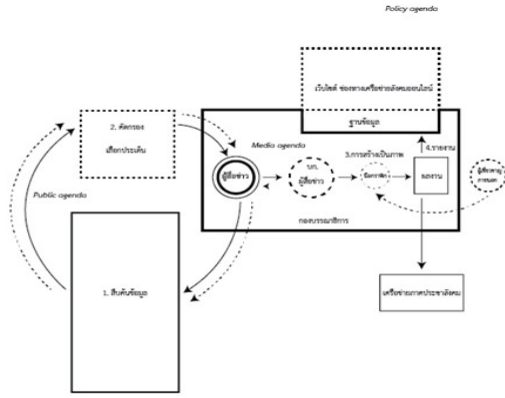 Policy agenda
เว็บไซต์ ช่องทางเครือข่ายสังคมออนไลน์
ฐานข้อมูล
2. คัดกรอง
เลือกประเด็น
Media agenda
4.รายงาน
3.การสร้างเป็นภาพ
ผู้สื่อข่าว
บก.
ผู้สื่อข่าว
ผลงาน
Public agenda
กองบรรณาธิการ
1. สืบค้นข้อมูล
เครือข่ายภาคประชาสังคม